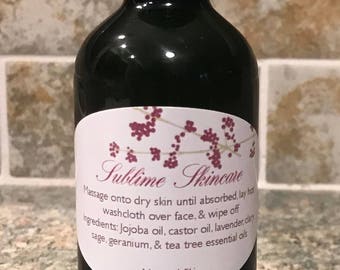 Sublime Skincare
Massage onto dry skin until absorbed, lay hot
washcloth over face, & wipe off
Ingredients: Jojoba oil, castor oil, lavender, clary
sage, geranium, & tea tree essential oils